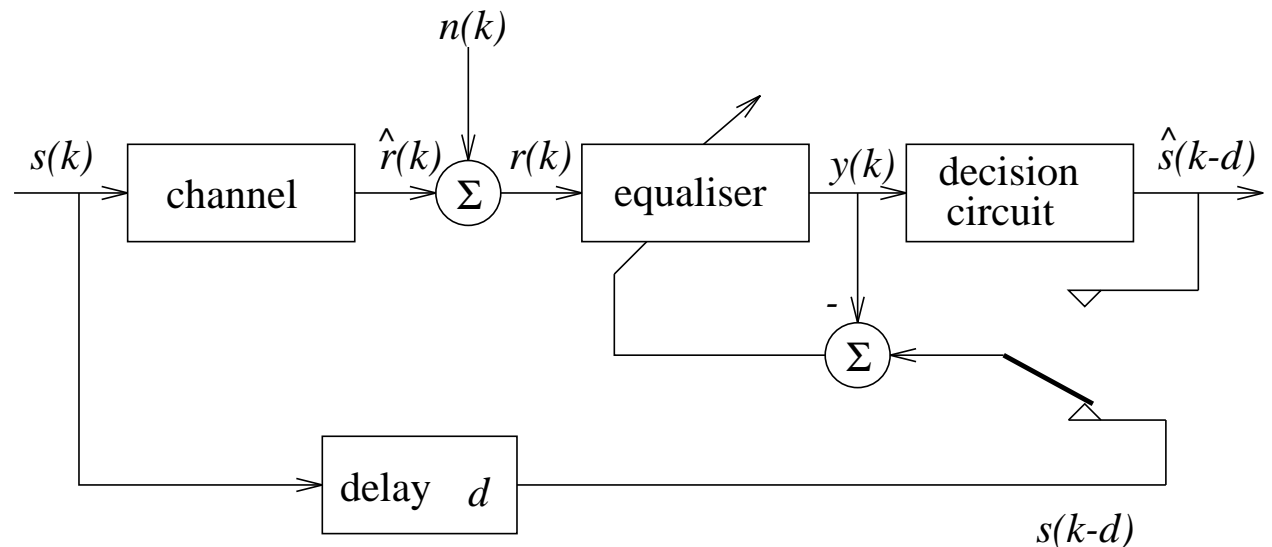 n(k)
s(k)
channel
r̂(k)
Σ
r(k)
equaliser
y(k)
decision
circuit
ŝ(k-d)
-
Σ
delay d
s(k-d)